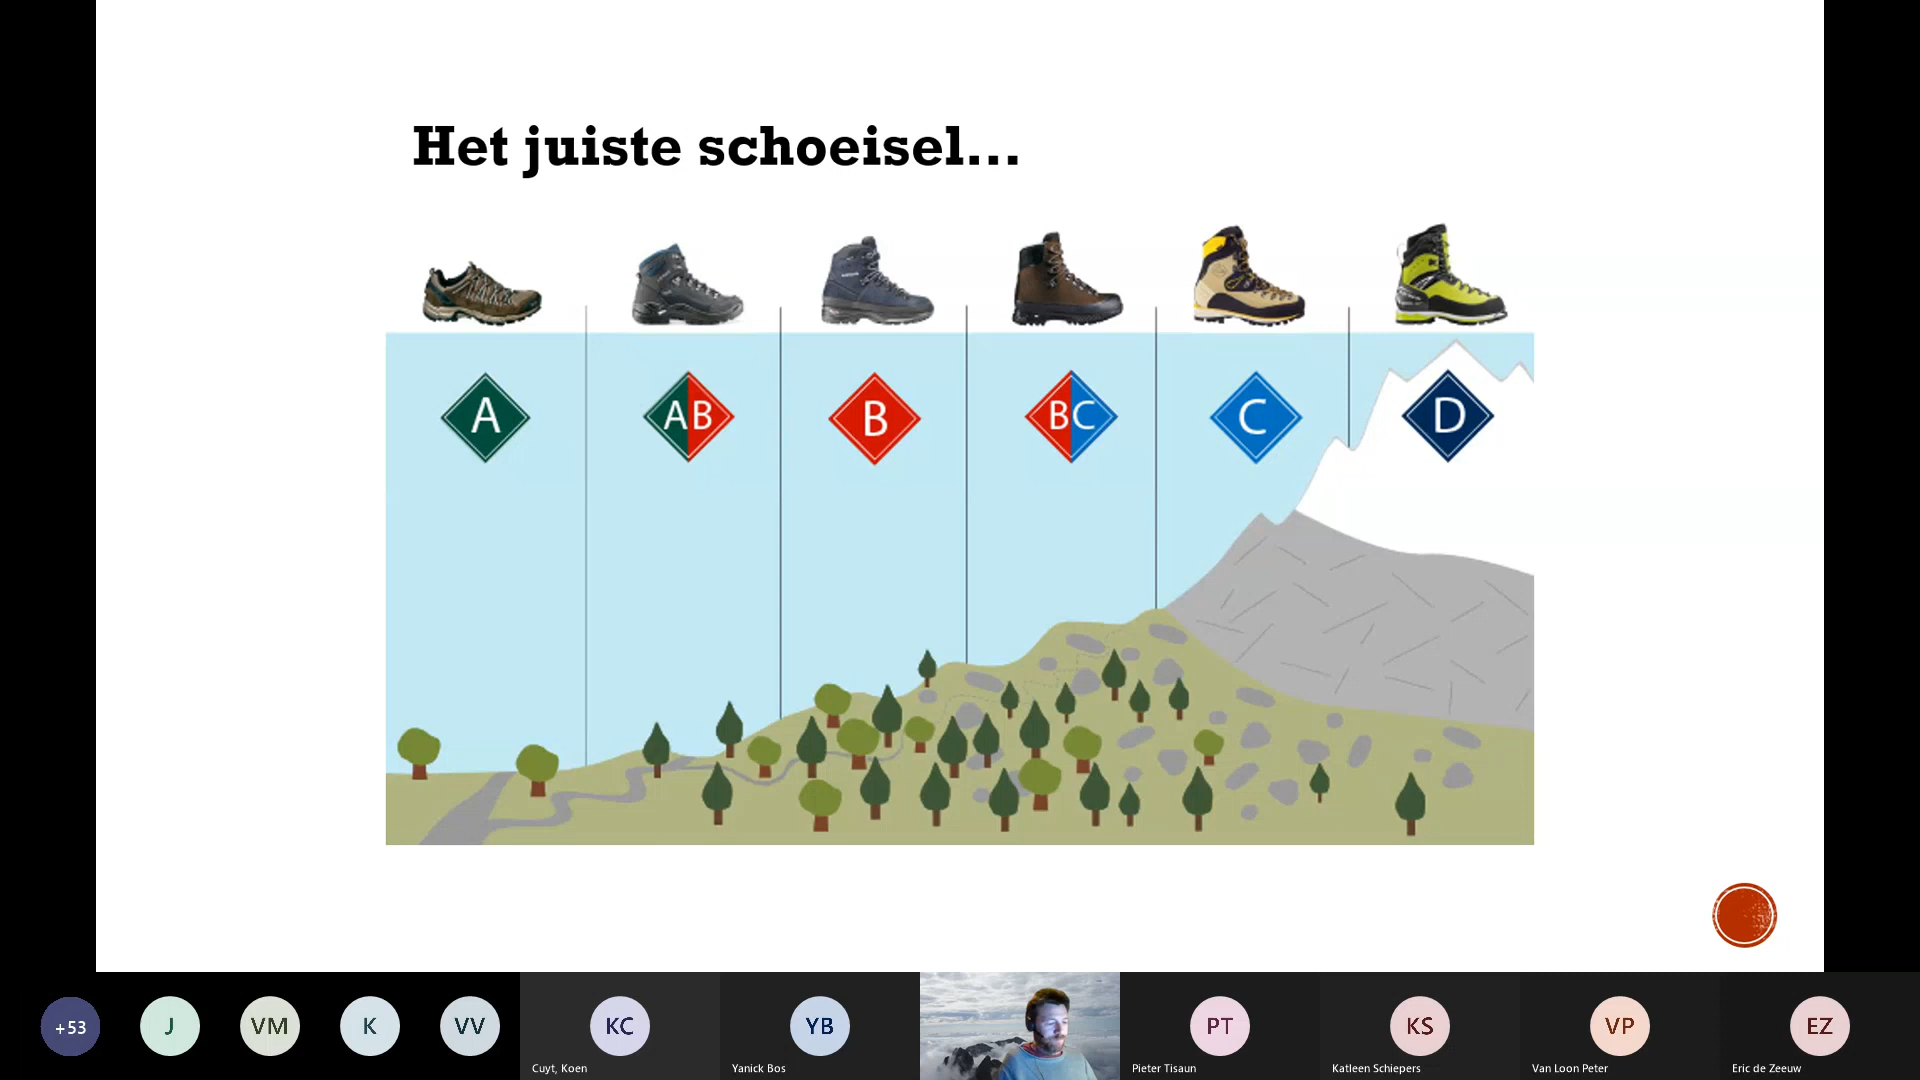 Het juiste schoeisel...
A
AB
B
BC
C
D
+53
J
VM
K
VV
KC
YB
PT
KS
VP
EZ
Cuyt, Koen
Yanick Bos
Pieter Tisaun
Katleen Schiepers
Van Loon Peter
Eric de Zeeuw